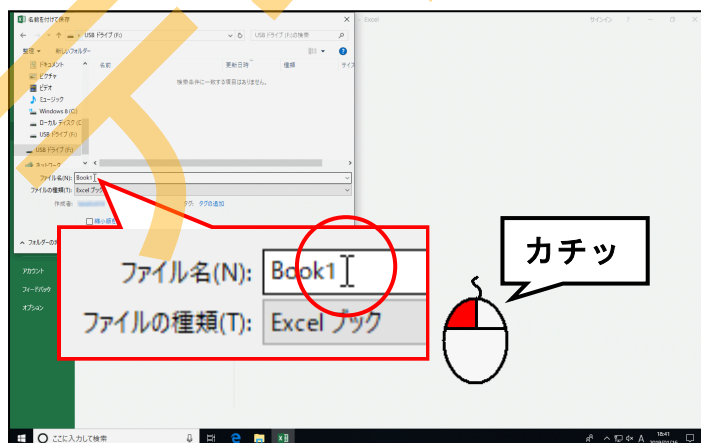 名前を付けて保存
Excel
サインイン ?
USB ドライブ (F:)
USB ドライブ (F:)の検索
整理
新しいフォルダー
ドキュメント
名前
更新日時
種類
サイズ
ピクチャ
検索条件に一致する項目はありません。
ビデオ
ミュージック
Windows 8 (C:)
ローカル ディスク (E
USB ドライブ (F:)
USB ドライブ (F:)
ネットワーク
ファイル名(N): Book1
ファイルの種類(T): Excel ブック
作成者:
タグ: タグの追加
縮小版
フォルダーの
ファイル名(N): Book1
ファイルの種類(T): Excel ブック
カチッ
アカウント
フィードバック
オプション
ここに入力して検索
A
18:41